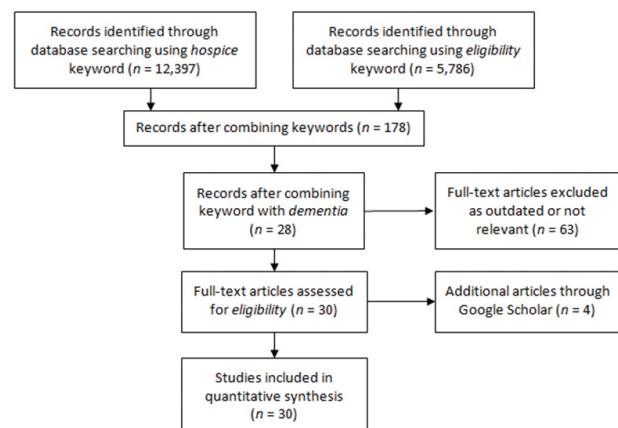 Records identified through
database searching using hospice
keyword (n = 12,397)
Records identified through
database searching using eligibility
keyword (n = 5,786)
Records after combining keywords (n = 178)
Records after combining
keyword with dementia
(n = 28)
Full-text articles excluded
as outdated or not
relevant (n = 63)
Full-text articles assessed
for eligibility (n = 30)
Additional articles through
Google Scholar (n = 4)
Studies included in
quantitative synthesis
(n = 30)